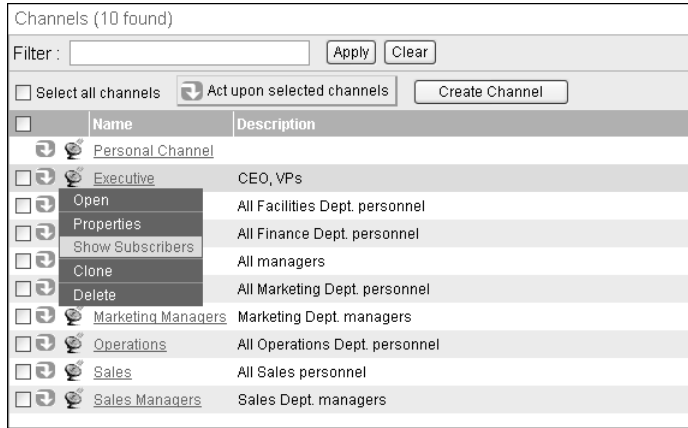 Channels (10 found)
Filter : Apply Clear
Select all channels Act upon selected channels Create Channel
Name Description
Personal Channel
Executive CEO, VPs
Open All Facilities Dept. personnel
Properties All Finance Dept. personnel
Show Subscribers
All managers
Clone
Delete All Marketing Dept. personnel
Marketing Managers Marketing Dept. managers
Operations All Operations Dept. personnel
Sales All Sales personnel
Sales Managers Sales Dept. managers